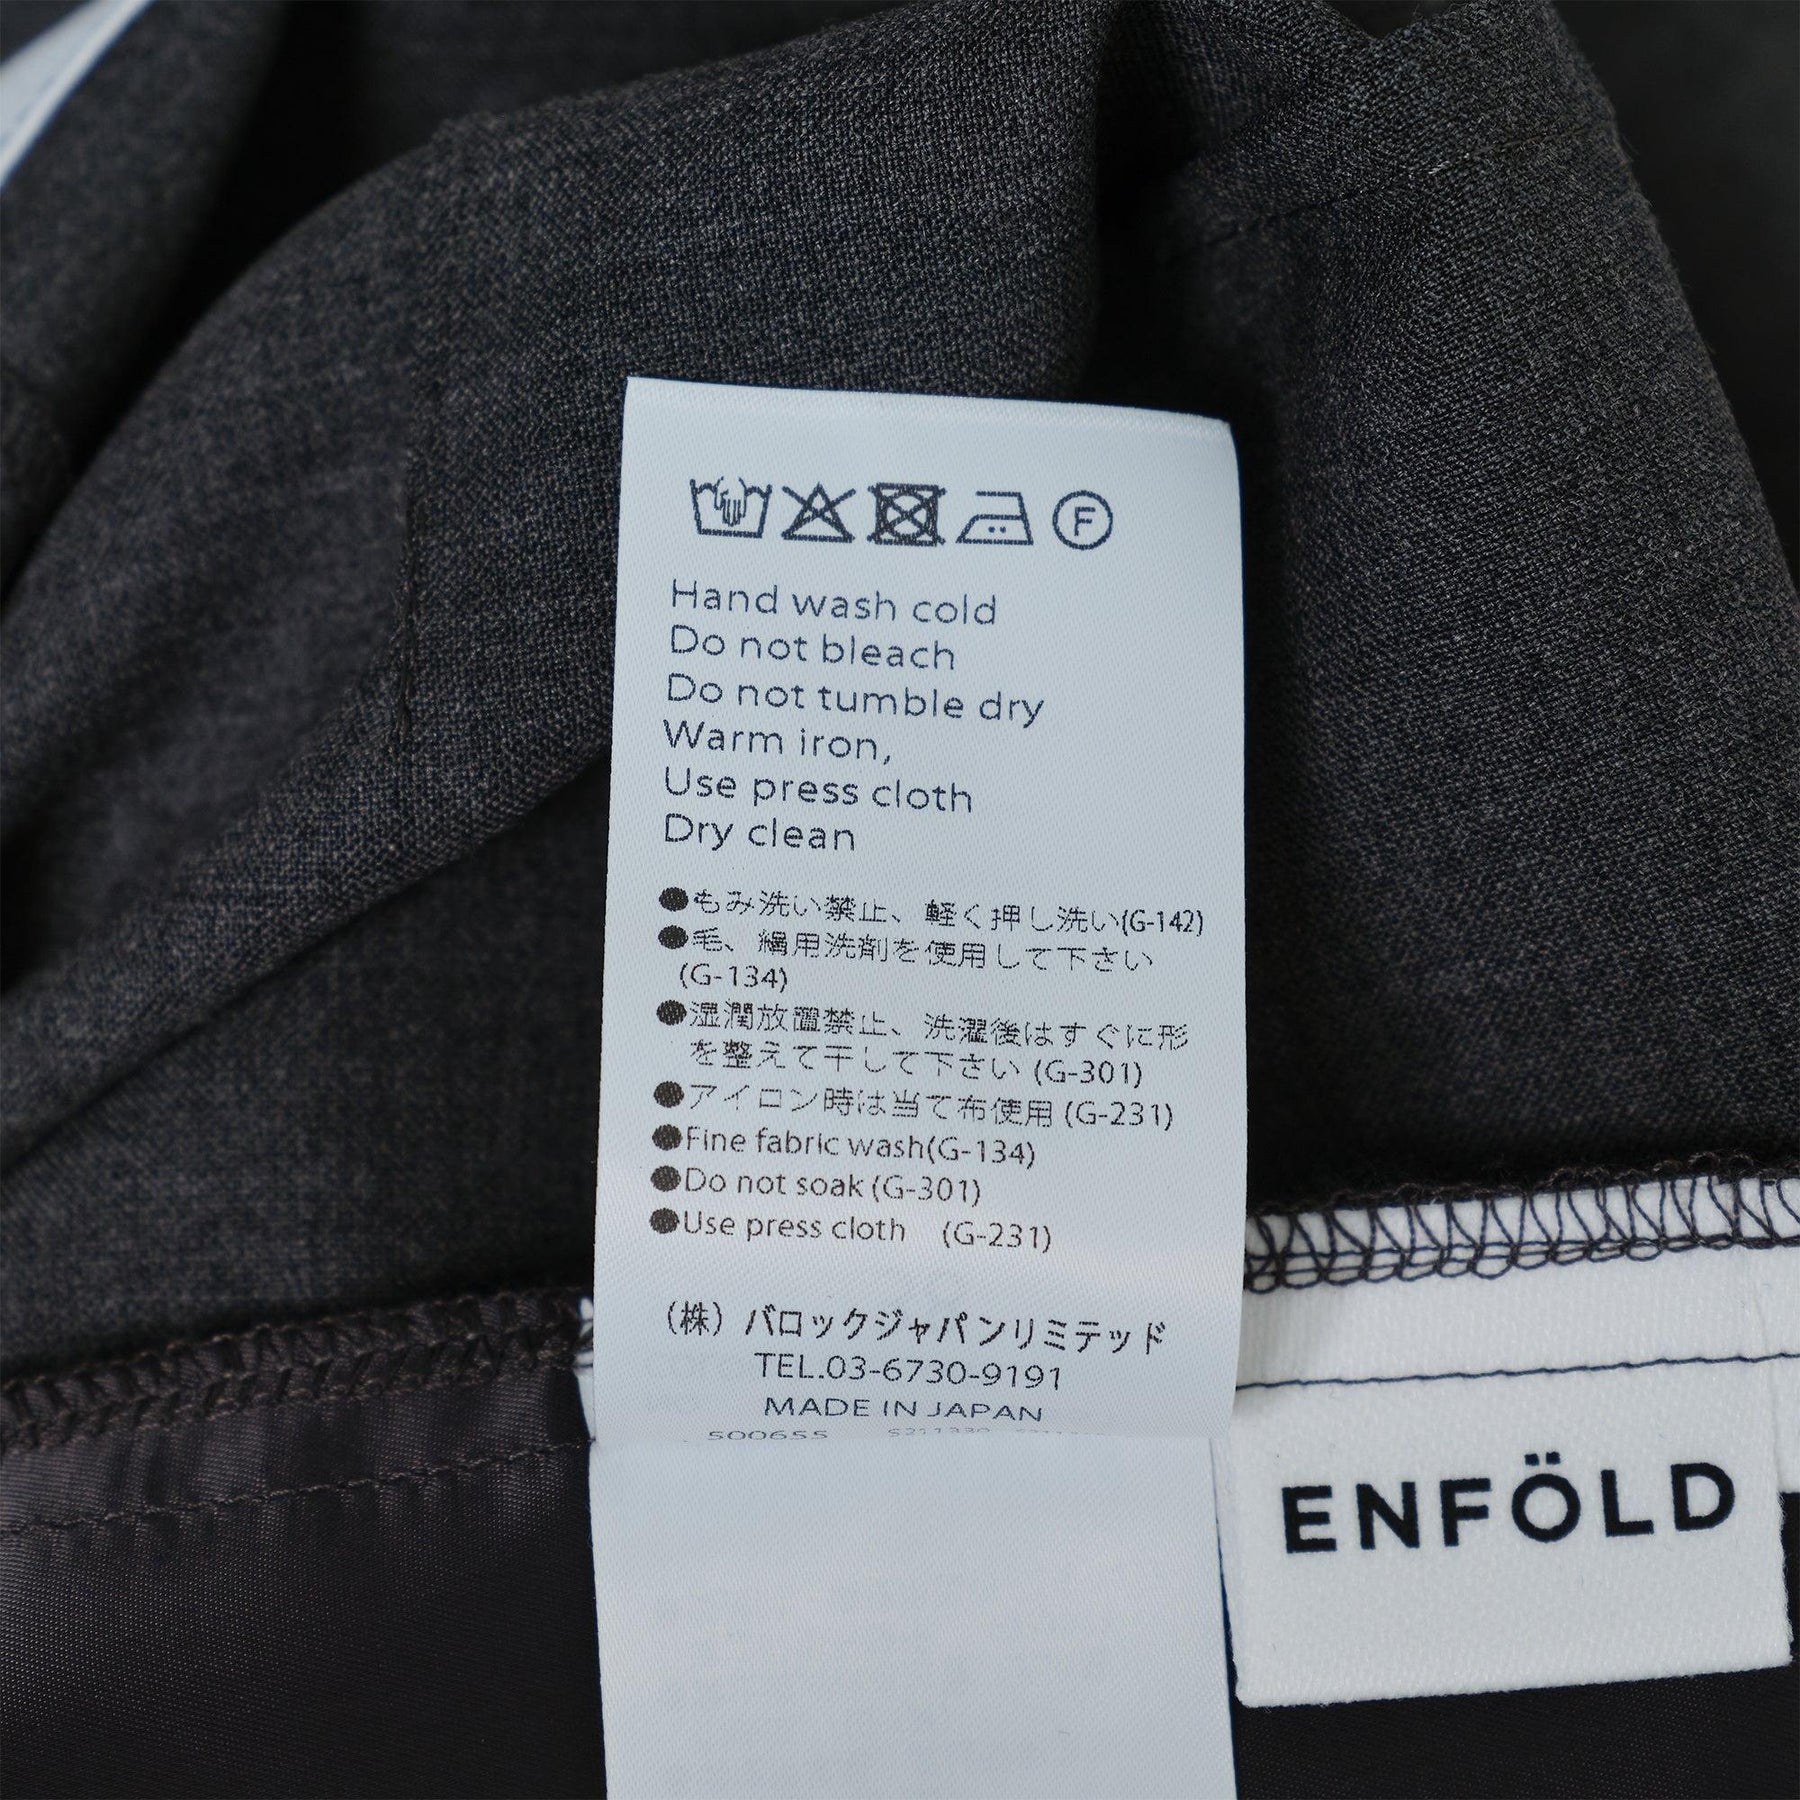 F
Hand wash cold
Do not bleach
Do not tumble dry
Warm iron,
Use press cloth
Dry clean
●もみ洗い禁止、軽く押し洗い(G-142)
●毛、絹用洗剤を使用して下さい
(G-134)
●湿潤放置禁止、洗濯後はすぐに形
を整えて干して下さい (G-301)
●アイロン時は当て布使用 (G-231)
●Fine fabric wash(G-134)
●Do not soak (G-301)
●Use press cloth (G-231)
（株）バロックジャパンリミテッド
TEL.03-6730-9191
MADE IN JAPAN
500655
ENFÖLD